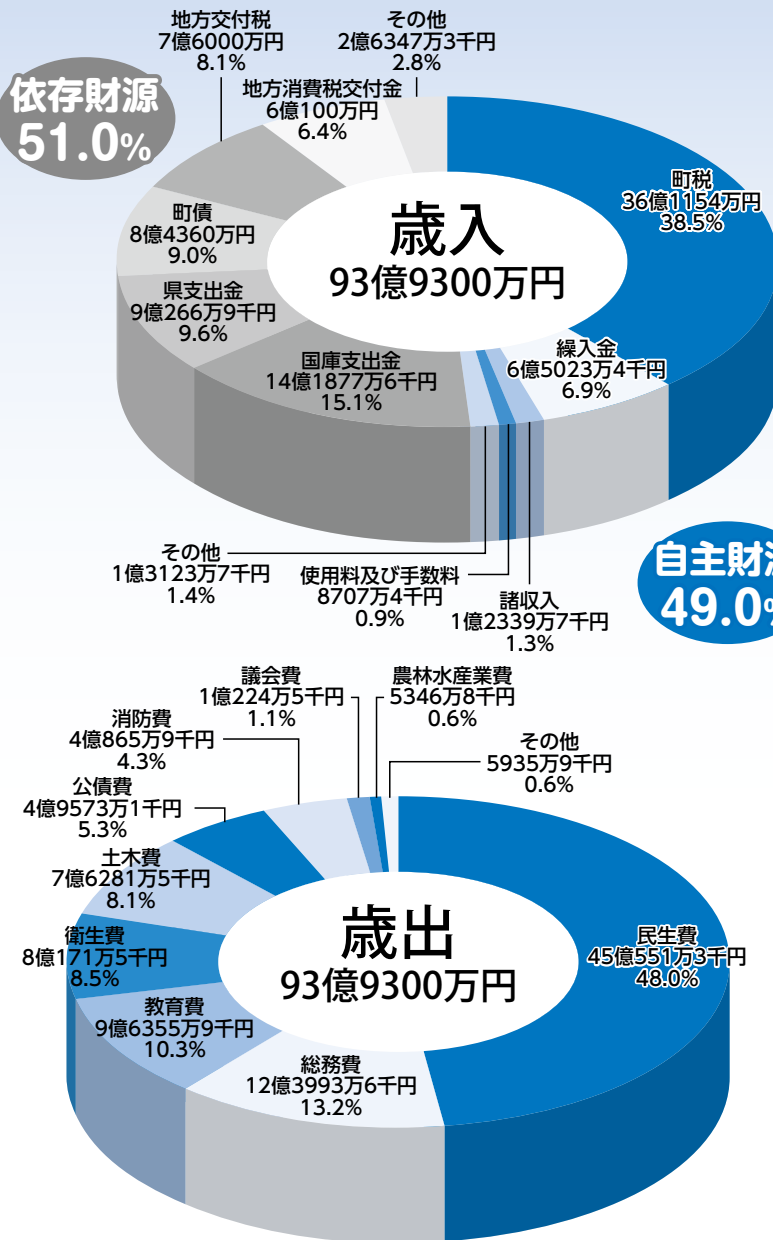 地方交付税
7億6000万円
8.1%
その他
2億6347万3千円
2.8%
地方消費税交付金
6億100万円
6.4%
依存財源
51.0%
町税
36億1154万円
38.5%
町債
8億4360万円
9.0%
歳入
93億9300万円
県支出金
9億266万9千円
9.6%
国庫支出金
14億1877万6千円
15.1%
繰入金
6億5023万4千円
6.9%
その他
1億3123万7千円
1.4%
使用料及び手数料
8707万4千円
0.9%
諸収入
1億2339万7千円
1.3%
自主財源
49.0%
議会費
1億224万5千円
1.1%
農林水産業費
5346万8千円
0.6%
消防費
4億865万9千円
4.3%
その他
5935万9千円
0.6%
公債費
4億9573万1千円
5.3%
土木費
7億6281万5千円
8.1%
衛生費
8億171万5千円
8.5%
歳出
93億9300万円
民生費
45億551万3千円
48.0%
教育費
9億6355万9千円
10.3%
総務費
12億3993万6千円
13.2%